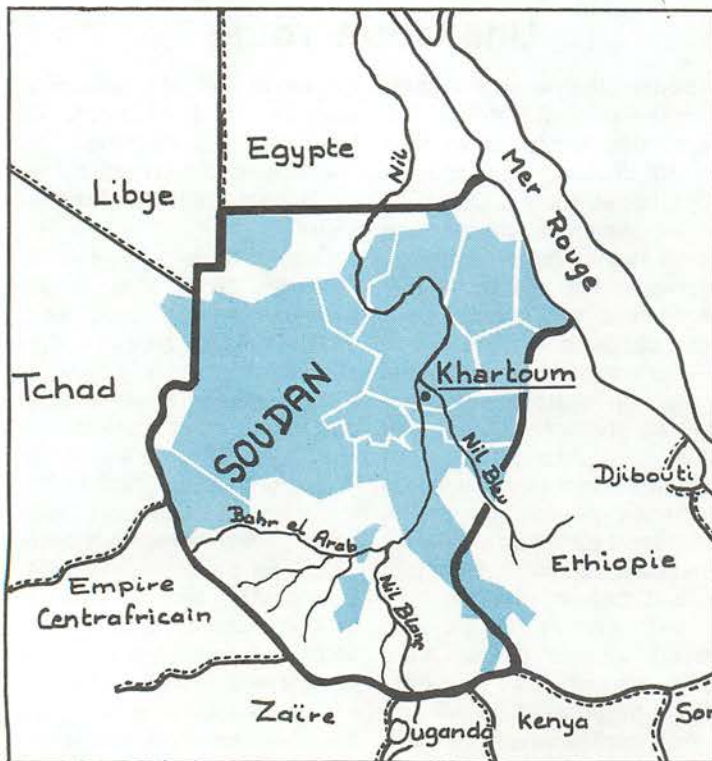 Egypte
Nil
Libye
Mer Rouge
Tchad
SOUDAN
Khartoum
Nil Bleu
Djibouti
Bahr el Arab
Ethiopie
Empire
Centrafricain
Nil Blanc
Zaïre
Ouganda
Kenya
Som